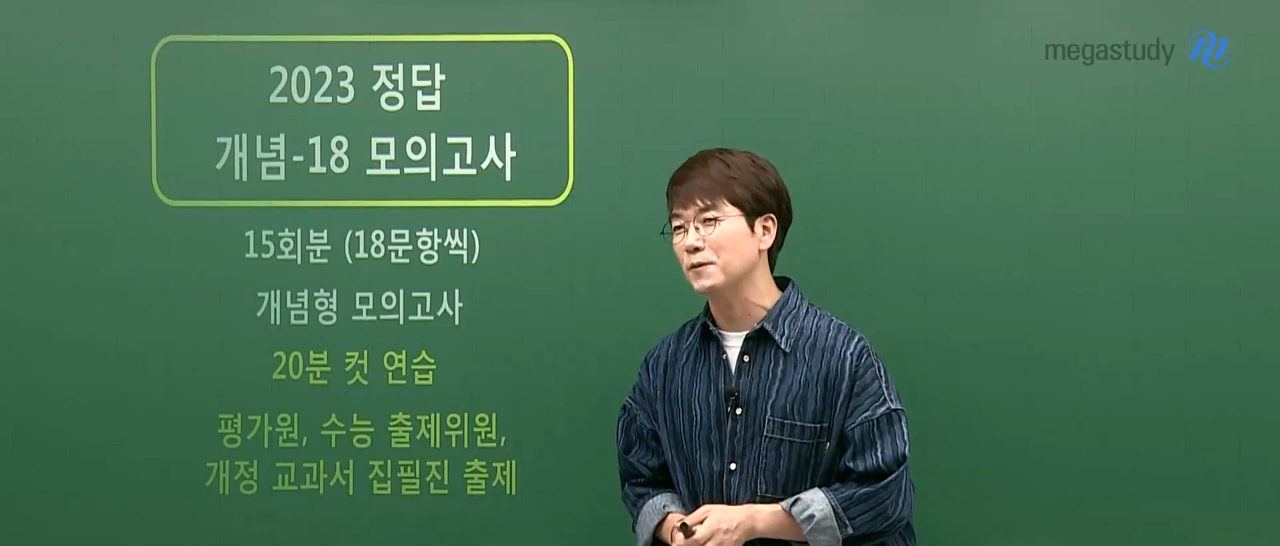 2023 정답
개념-18 모의고사
megastudy
15회분 (18문항씩)
개념형 모의고사
20분 컷 연습
평가원, 수능 출제위원,
개정 교과서 집필진 출제